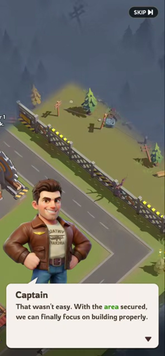 SKIP
Captain
That wasn't easy. With the area secured,
we can finally focus on building properly.